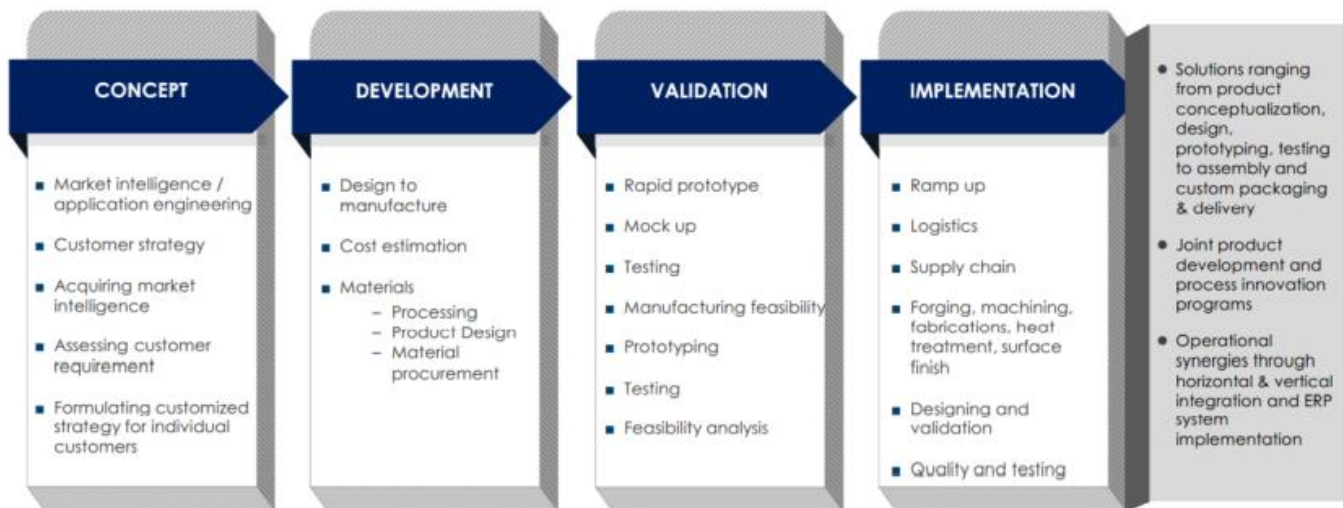 CONCEPT
Market intelligence /
application engineering
Customer strategy
Acquiring market
intelligence
Assessing customer
requirement
Formulating customized
strategy for individual
customers
DEVELOPMENT
Design to
manufacture
Cost estimation
Materials
– Processing
– Product Design
– Material
procurement
VALIDATION
Rapid prototype
Mock up
Testing
Manufacturing feasibility
Prototyping
Testing
Feasibility analysis
IMPLEMENTATION
Ramp up
Logistics
Supply chain
Forging, machining,
fabrications, heat
treatment, surface
finish
Designing and
validation
Quality and testing
Solutions ranging
from product
conceptualization,
design,
prototyping, testing
to assembly and
custom packaging
& delivery
Joint product
development and
process innovation
programs
Operational
synergies through
horizontal & vertical
integration and ERP
system
implementation